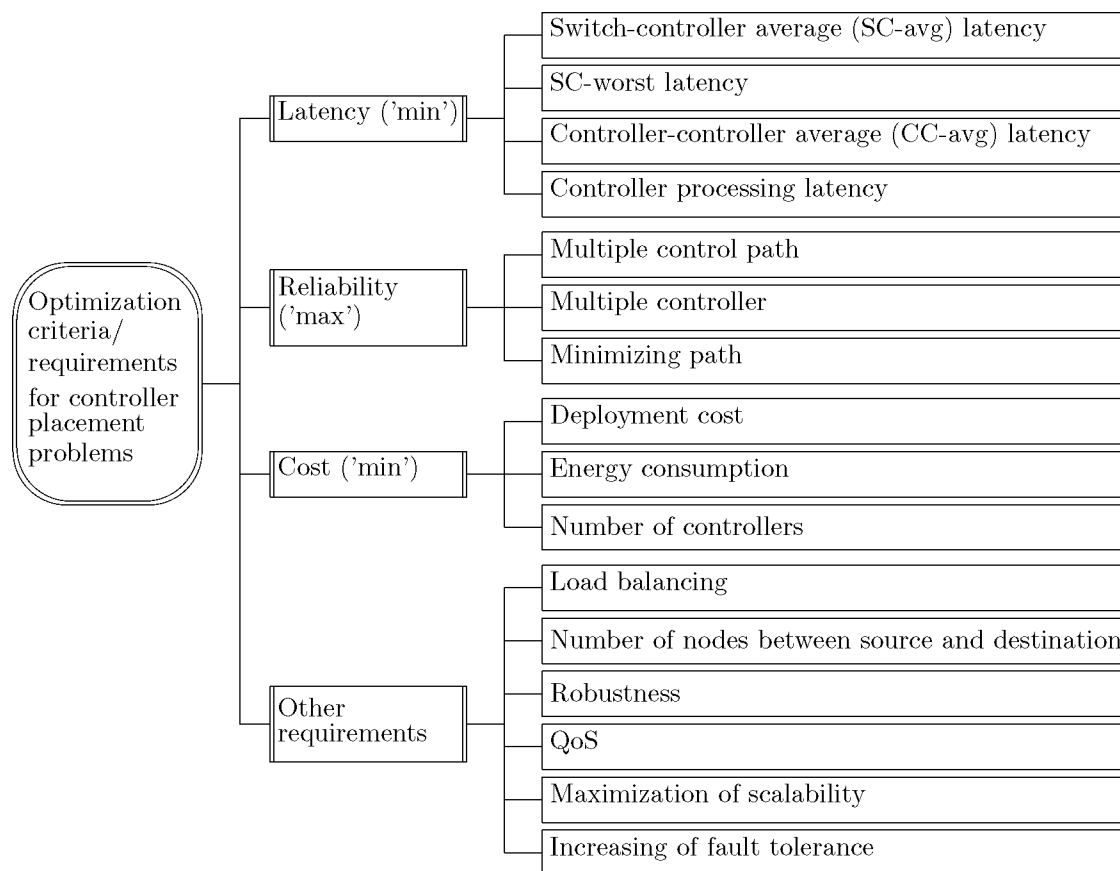 Optimization
criteria/
requirements
for controller
placement
problems
Latency ('min')
Switch-controller average (SC-avg) latency
SC-worst latency
Controller-controller average (CC-avg) latency
Controller processing latency
Reliability
('max')
Multiple control path
Multiple controller
Minimizing path
Cost ('min')
Deployment cost
Energy consumption
Number of controllers
Other
requirements
Load balancing
Number of nodes between source and destination
Robustness
QoS
Maximization of scalability
Increasing of fault tolerance